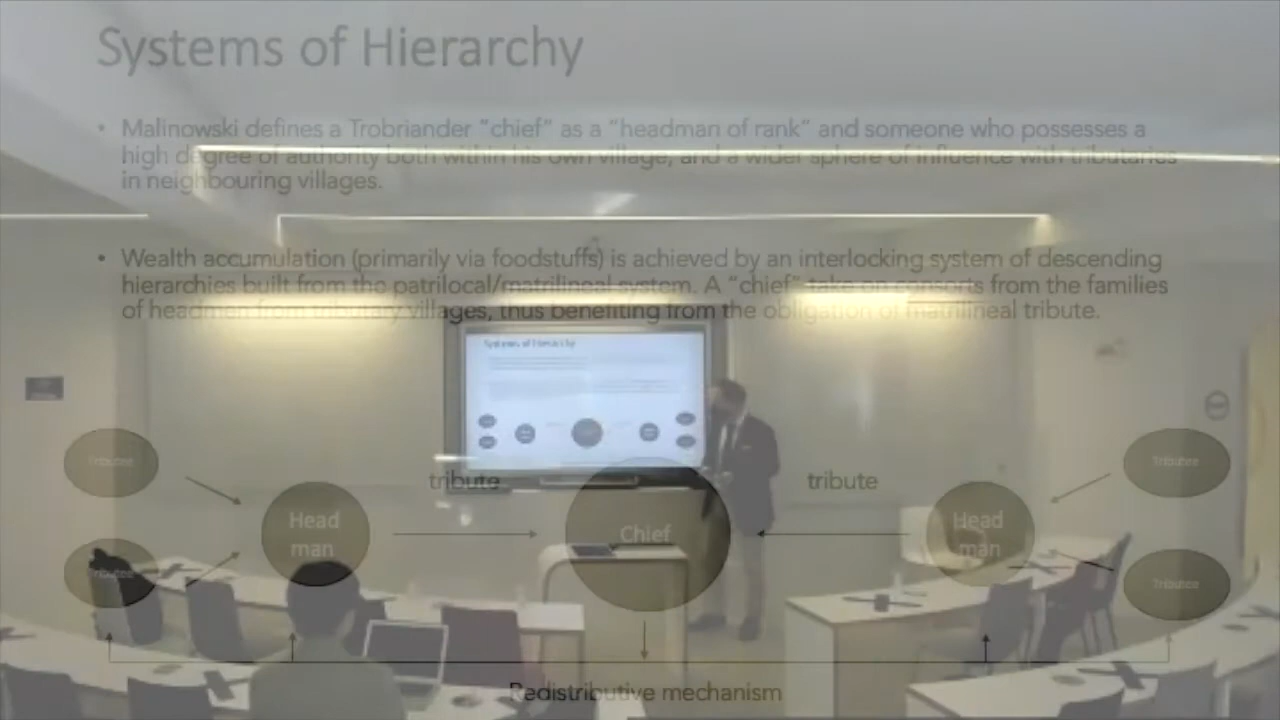 Systems of Hierarchy
• Malinowski defines a Trobriander “chief” as a “headman of rank” and someone who possesses a
high degree of authority both within his own village, and a wider sphere of influence with tributaries
in neighbouring villages.
• Wealth accumulation (primarily via foodstuffs) is achieved by an interlocking system of descending
hierarchies built from the patrilocal/matrilineal system. A “chief” take on consorts from the families
of headmen from tributary villages, thus benefiting from the obligation of matrilineal tribute.
Systems of Hierarchy
Tributee
Tributee
tribute
tribute
Head
man
Chief
Head
man
Tributee
Tributee
Redistributive mechanism